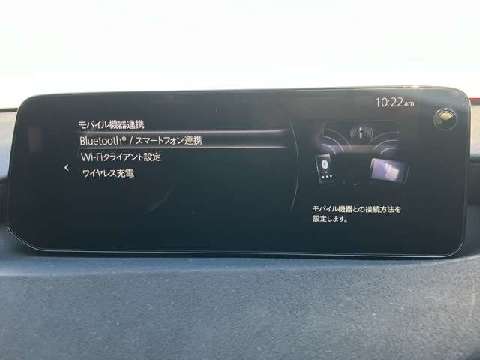 10:22am
モバイル機器連携
Bluetooth® / スマートフォン連携
Wi-Fiクライアント設定
ワイヤレス充電
モバイル機器との接続方法を
設定します。